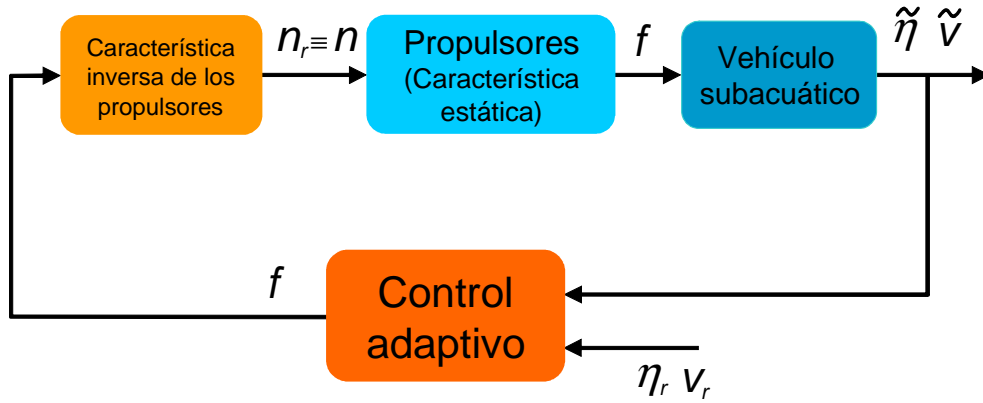 Característica
inversa de los
propulsores
n_r ≡ n
Propulsores
(Característica
estática)
f
Vehículo
subacuático
η̃ ṽ
f
Control
adaptivo
η_r v_r